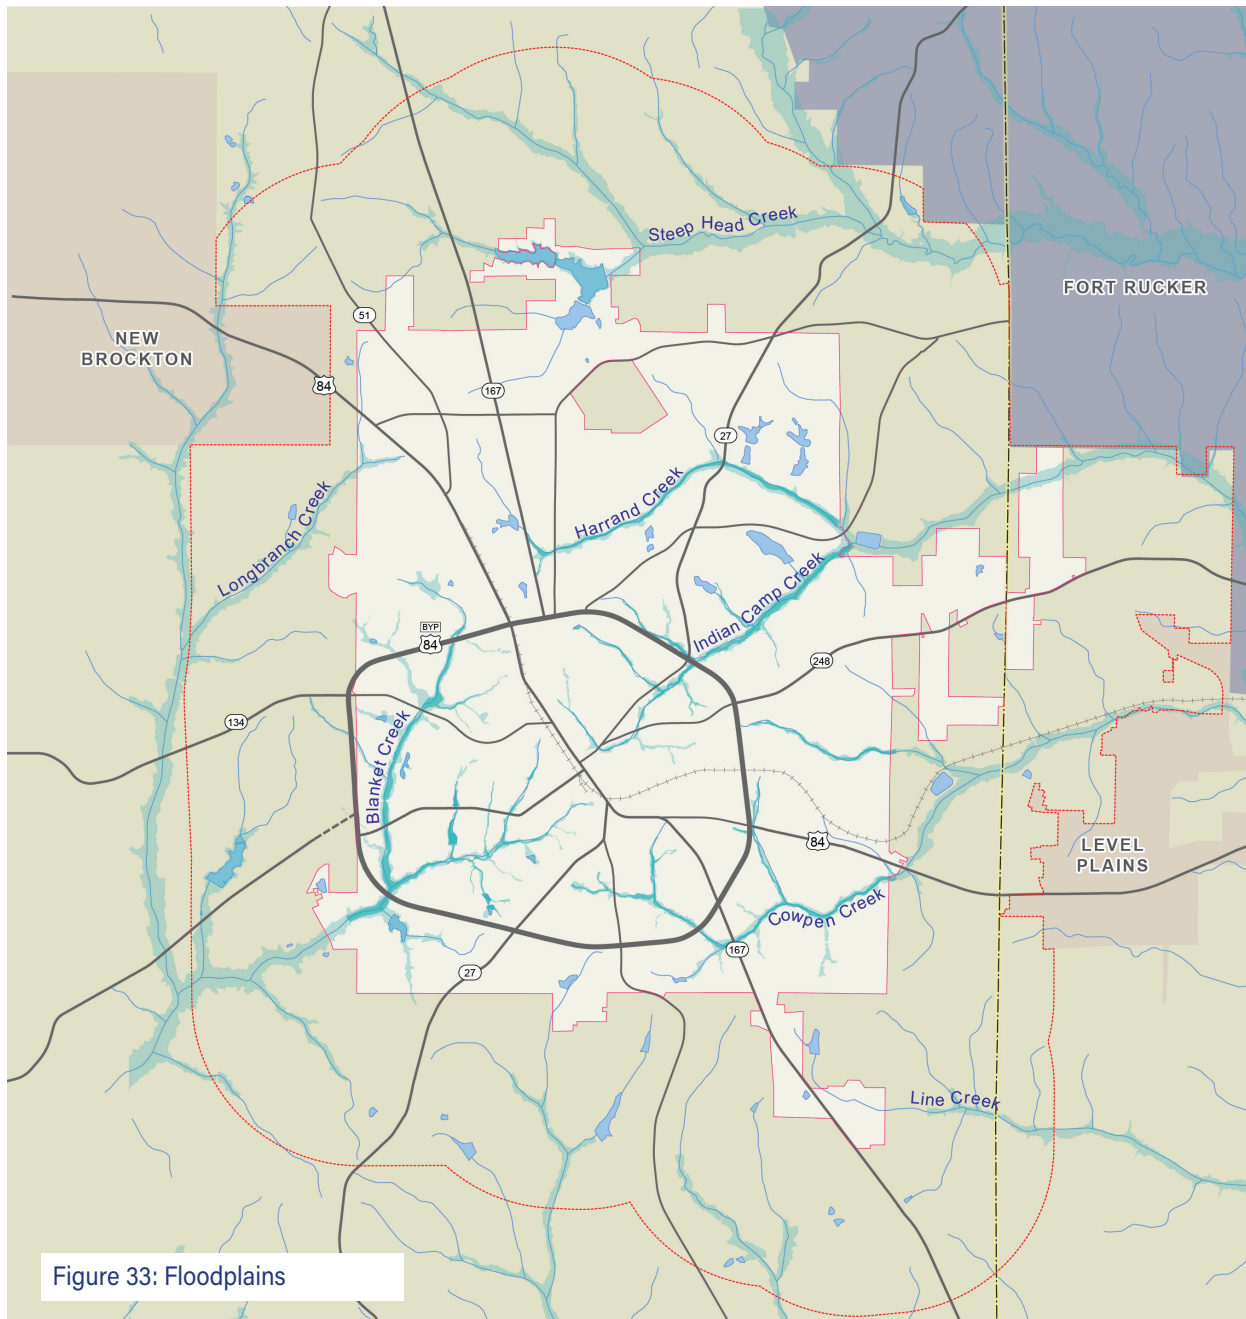 Steep Head Creek
FORT RUCKER
51
NEW
BROCKTON
84
167
27
Harrand Creek
Longbranch Creek
Indian Camp Creek
BYP
84
248
134
Blanket Creek
84
LEVEL
PLAINS
Cowpen Creek
167
27
Line Creek
Figure 33: Floodplains